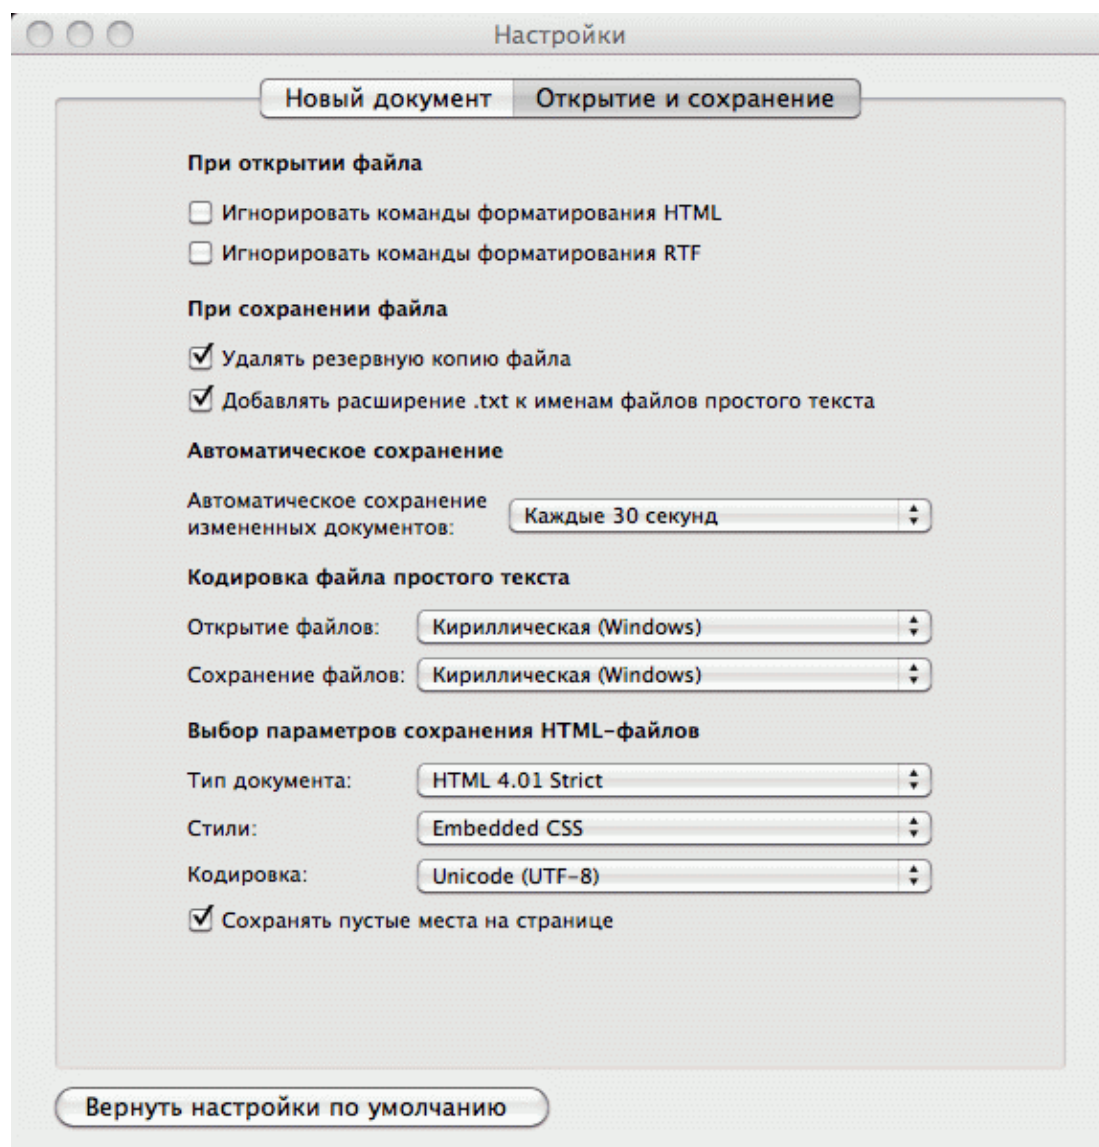 Настройки
Новый документ Открытие и сохранение
При открытии файла
Игнорировать команды форматирования HTML
Игнорировать команды форматирования RTF
При сохранении файла
Удалять резервную копию файла
Добавлять расширение .txt к именам файлов простого текста
Автоматическое сохранение
Автоматическое сохранение
измененных документов: Каждые 30 секунд
Кодировка файла простого текста
Открытие файлов: Кириллическая (Windows)
Сохранение файлов: Кириллическая (Windows)
Выбор параметров сохранения HTML-файлов
Тип документа: HTML 4.01 Strict
Стили: Embedded CSS
Кодировка: Unicode (UTF-8)
Сохранять пустые места на странице
Вернуть настройки по умолчанию